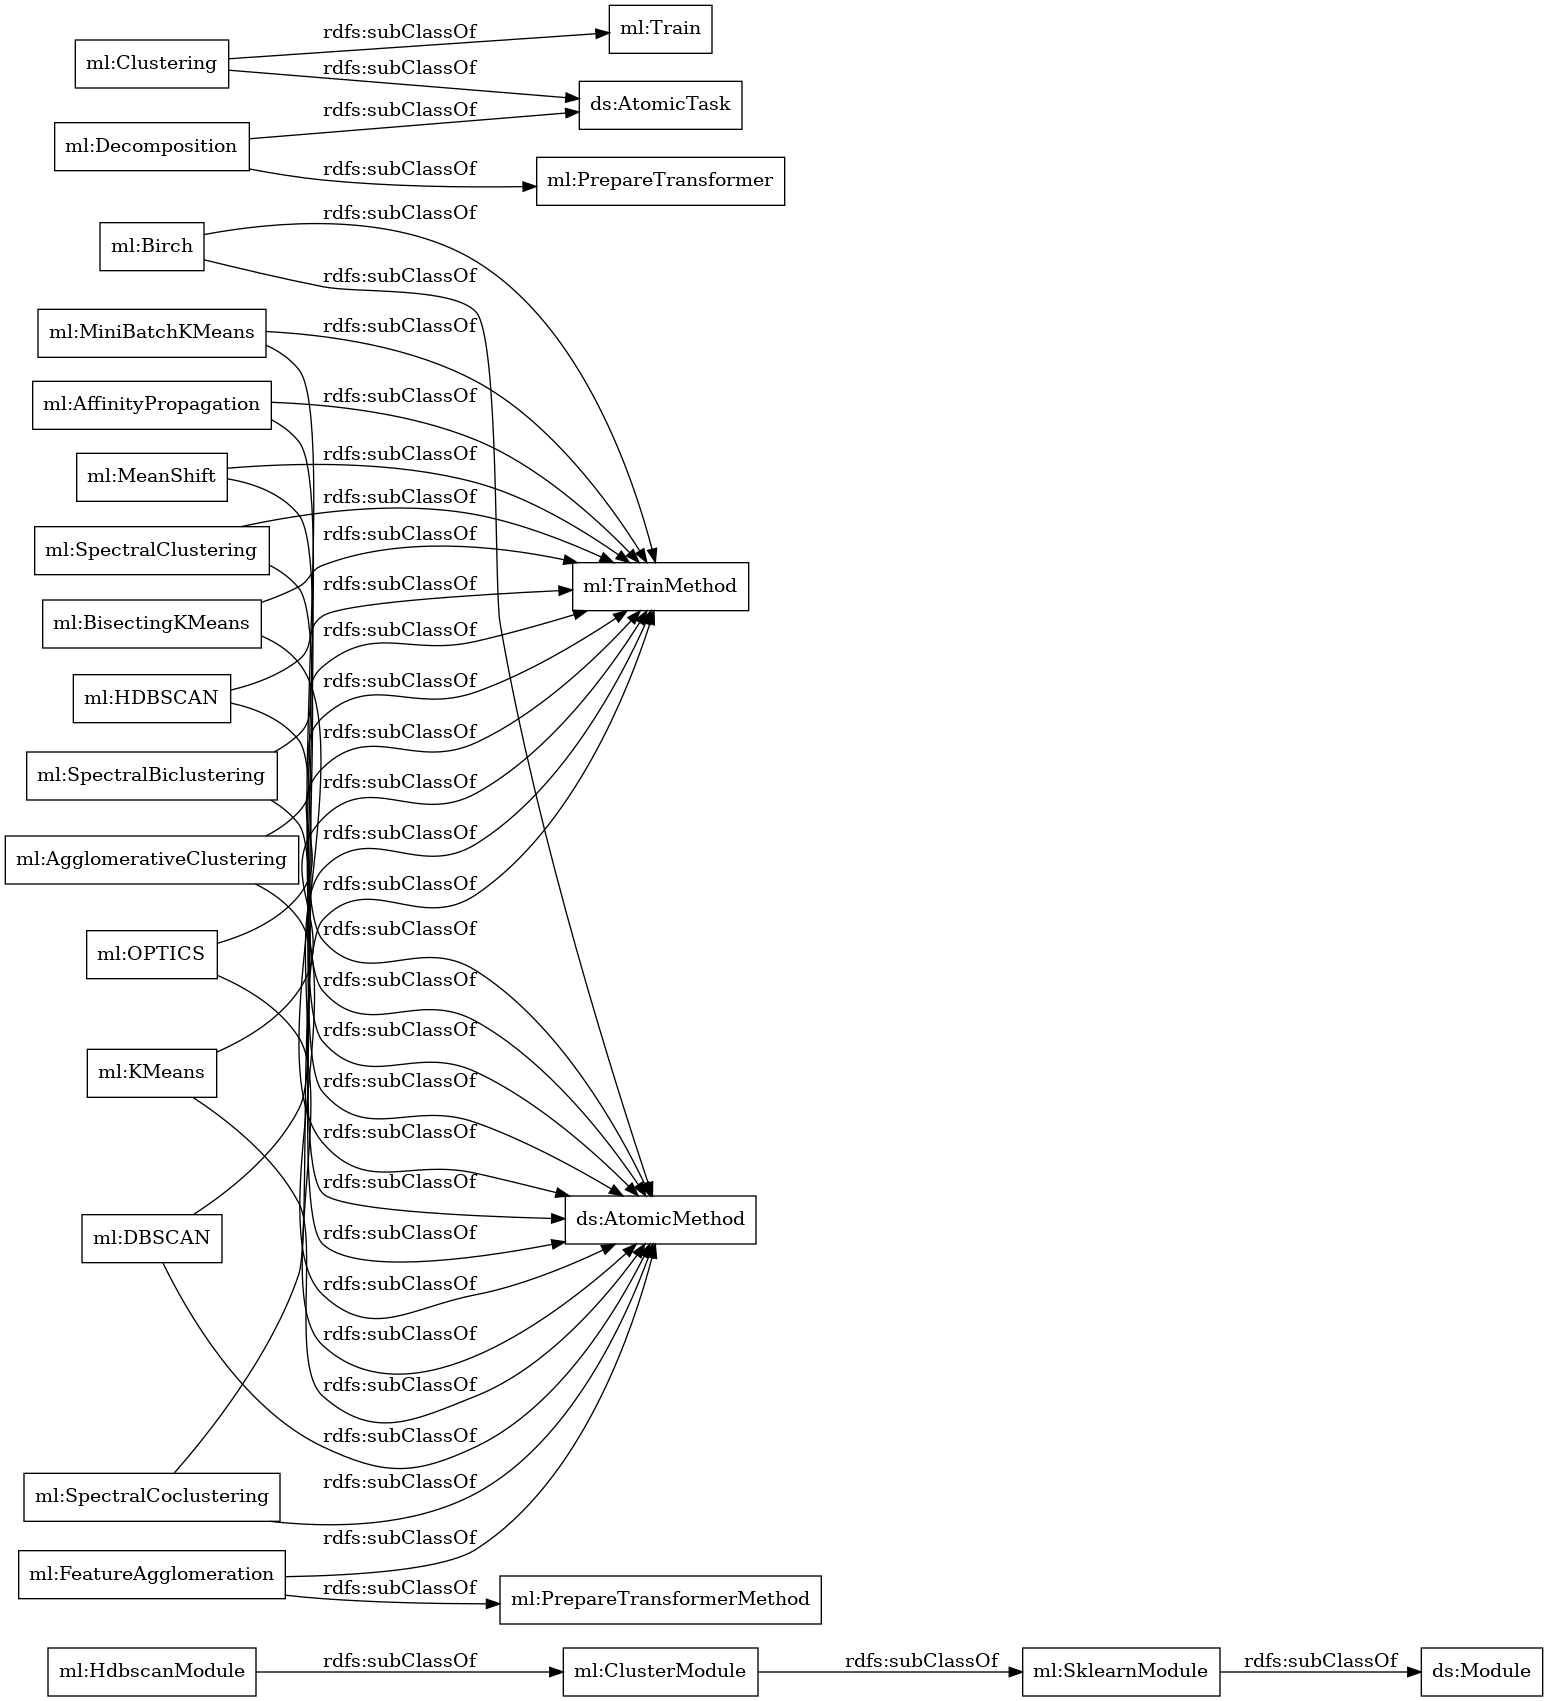 ml:Train
rdfs:subClassOf
ml:Clustering
rdfs:subClassOf
ds:AtomicTask
rdfs:subClassOf
ml:Decomposition
rdfs:subClassOf
ml:PrepareTransformer
rdfs:subClassOf
ml:Birch
rdfs:subClassOf
rdfs:subClassOf
ml:MiniBatchKMeans
rdfs:subClassOf
ml:AffinityPropagation
rdfs:subClassOf
ml:MeanShift
rdfs:subClassOf
rdfs:subClassOf
ml:SpectralClustering
rdfs:subClassOf
ml:TrainMethod
ml:BisectingKMeans
rdfs:subClassOf
rdfs:subClassOf
ml:HDBSCAN
rdfs:subClassOf
ml:SpectralBiclustering
rdfs:subClassOf
rdfs:subClassOf
ml:AgglomerativeClustering
rdfs:subClassOf
rdfs:subClassOf
ml:OPTICS
rdfs:subClassOf
rdfs:subClassOf
ml:KMeans
rdfs:subClassOf
rdfs:subClassOf
rdfs:subClassOf
ds:AtomicMethod
ml:DBSCAN
rdfs:subClassOf
rdfs:subClassOf
rdfs:subClassOf
rdfs:subClassOf
rdfs:subClassOf
rdfs:subClassOf
ml:SpectralCoclustering
rdfs:subClassOf
ml:FeatureAgglomeration
rdfs:subClassOf
ml:PrepareTransformerMethod
ml:HdbscanModule
rdfs:subClassOf
ml:ClusterModule
rdfs:subClassOf
ml:SklearnModule
rdfs:subClassOf
ds:Module